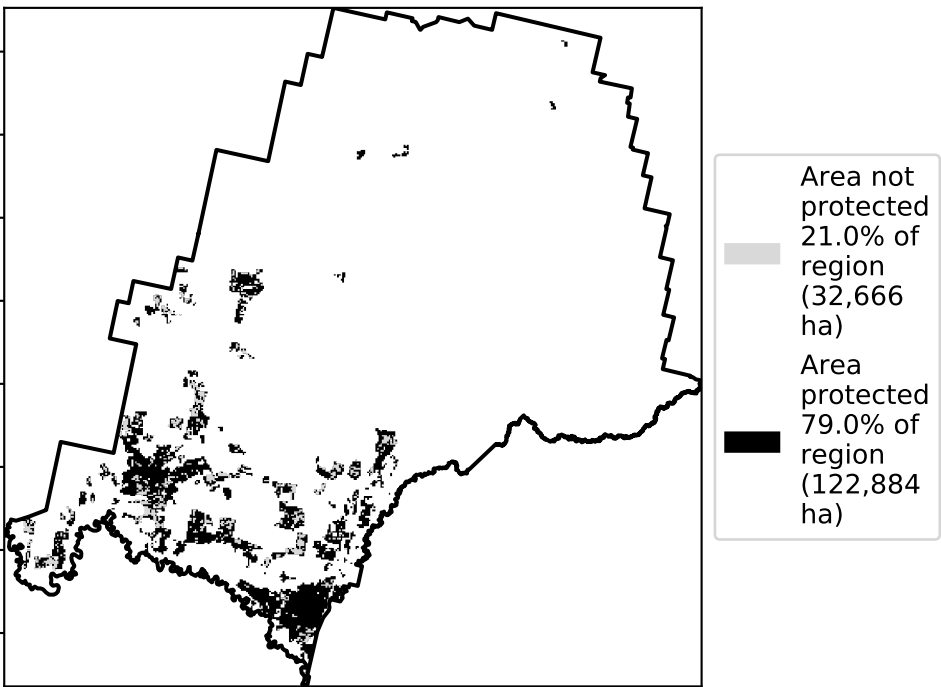 Area not
protected
21.0% of
region
(32,666
ha)
Area
protected
79.0% of
region
(122,884
ha)